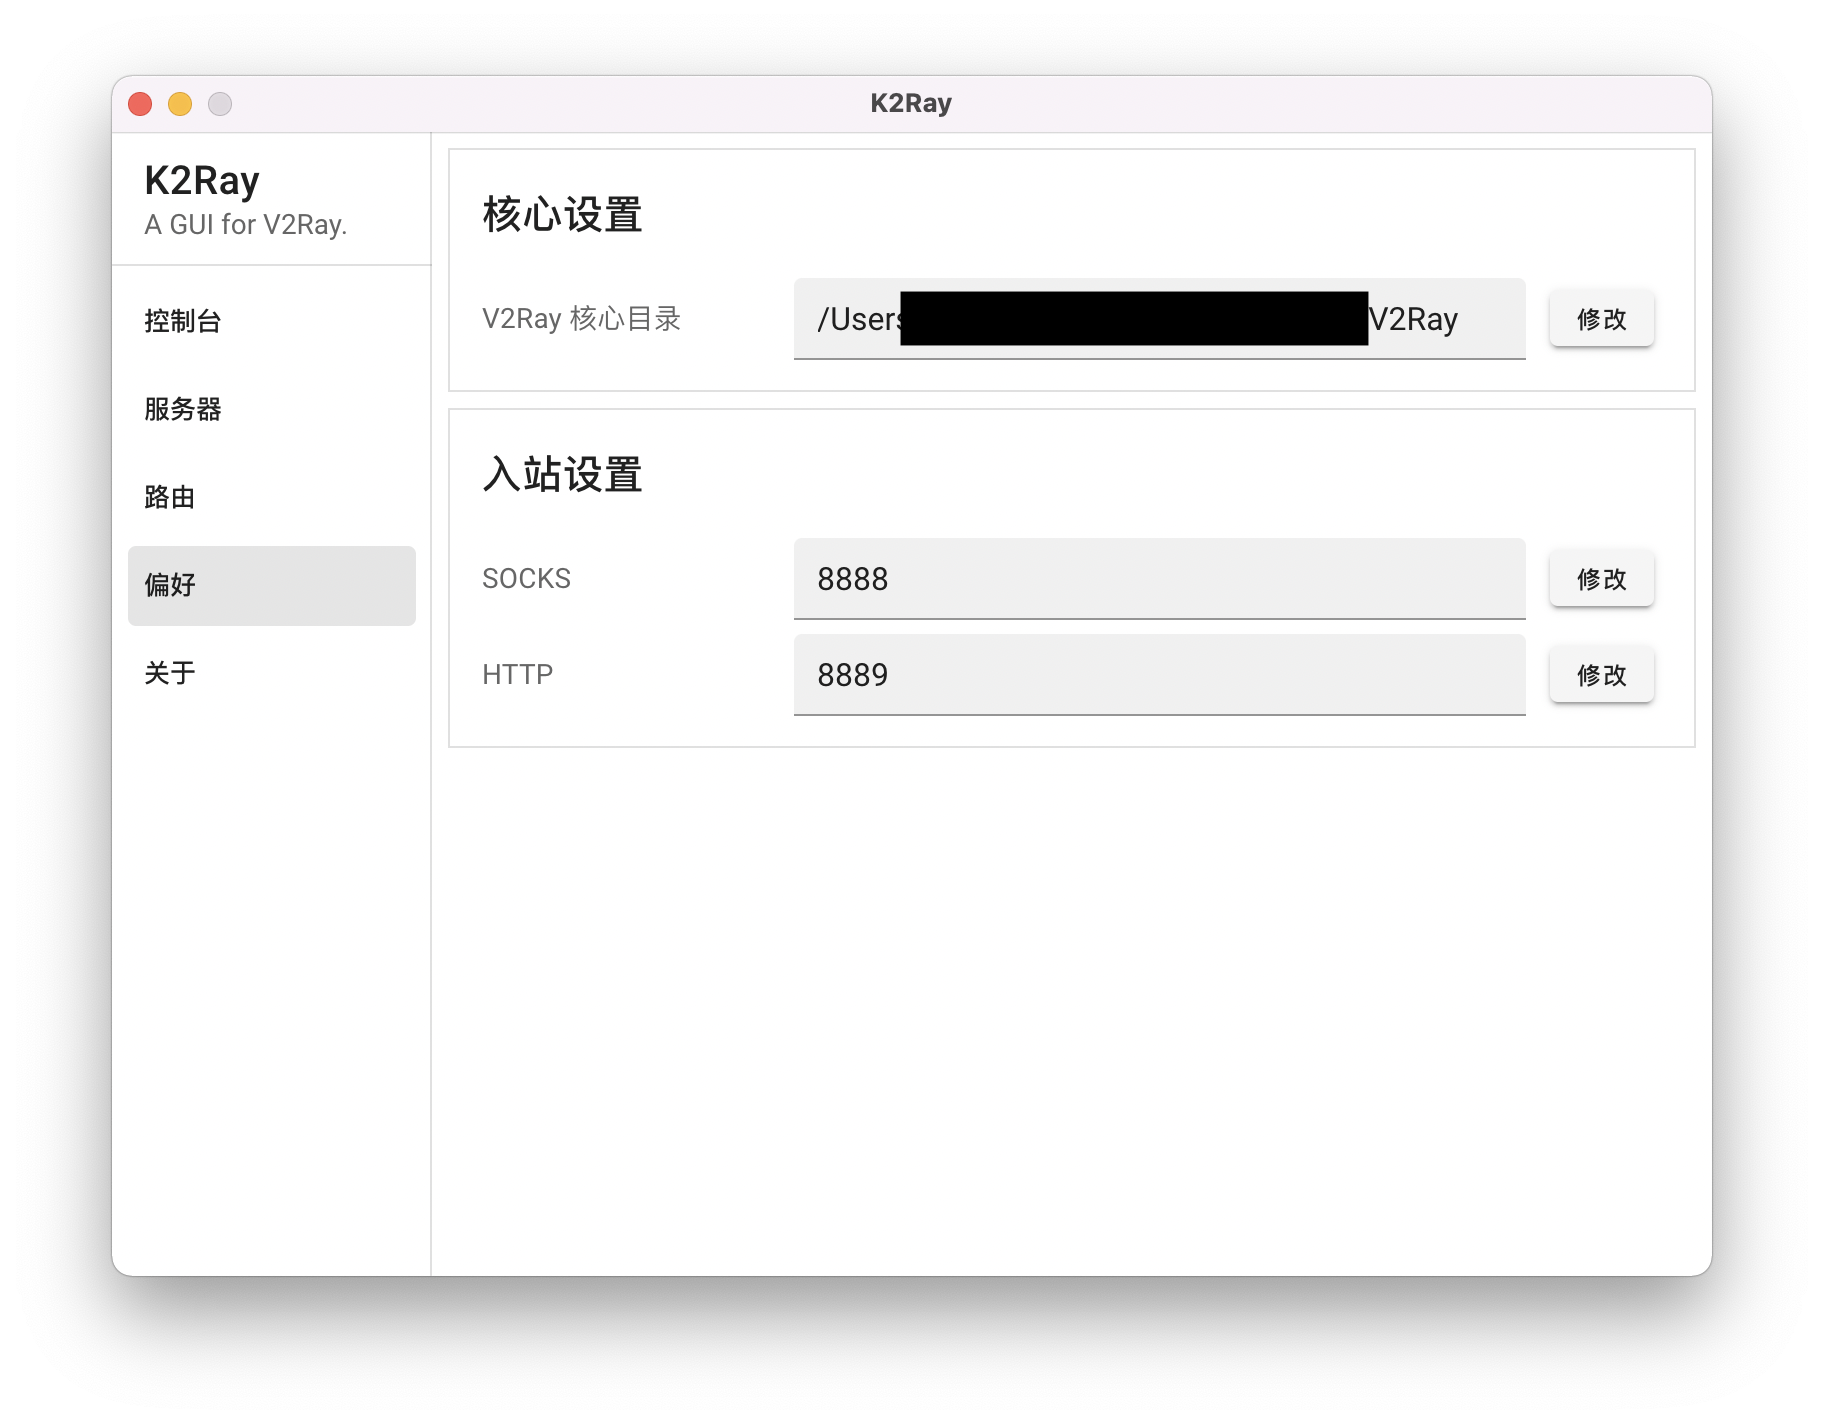 K2Ray
K2Ray
A GUI for V2Ray.
控制台
服务器
路由
偏好
关于
核心设置
V2Ray 核心目录 /Users V2Ray 修改
入站设置
SOCKS 8888 修改
HTTP 8889 修改